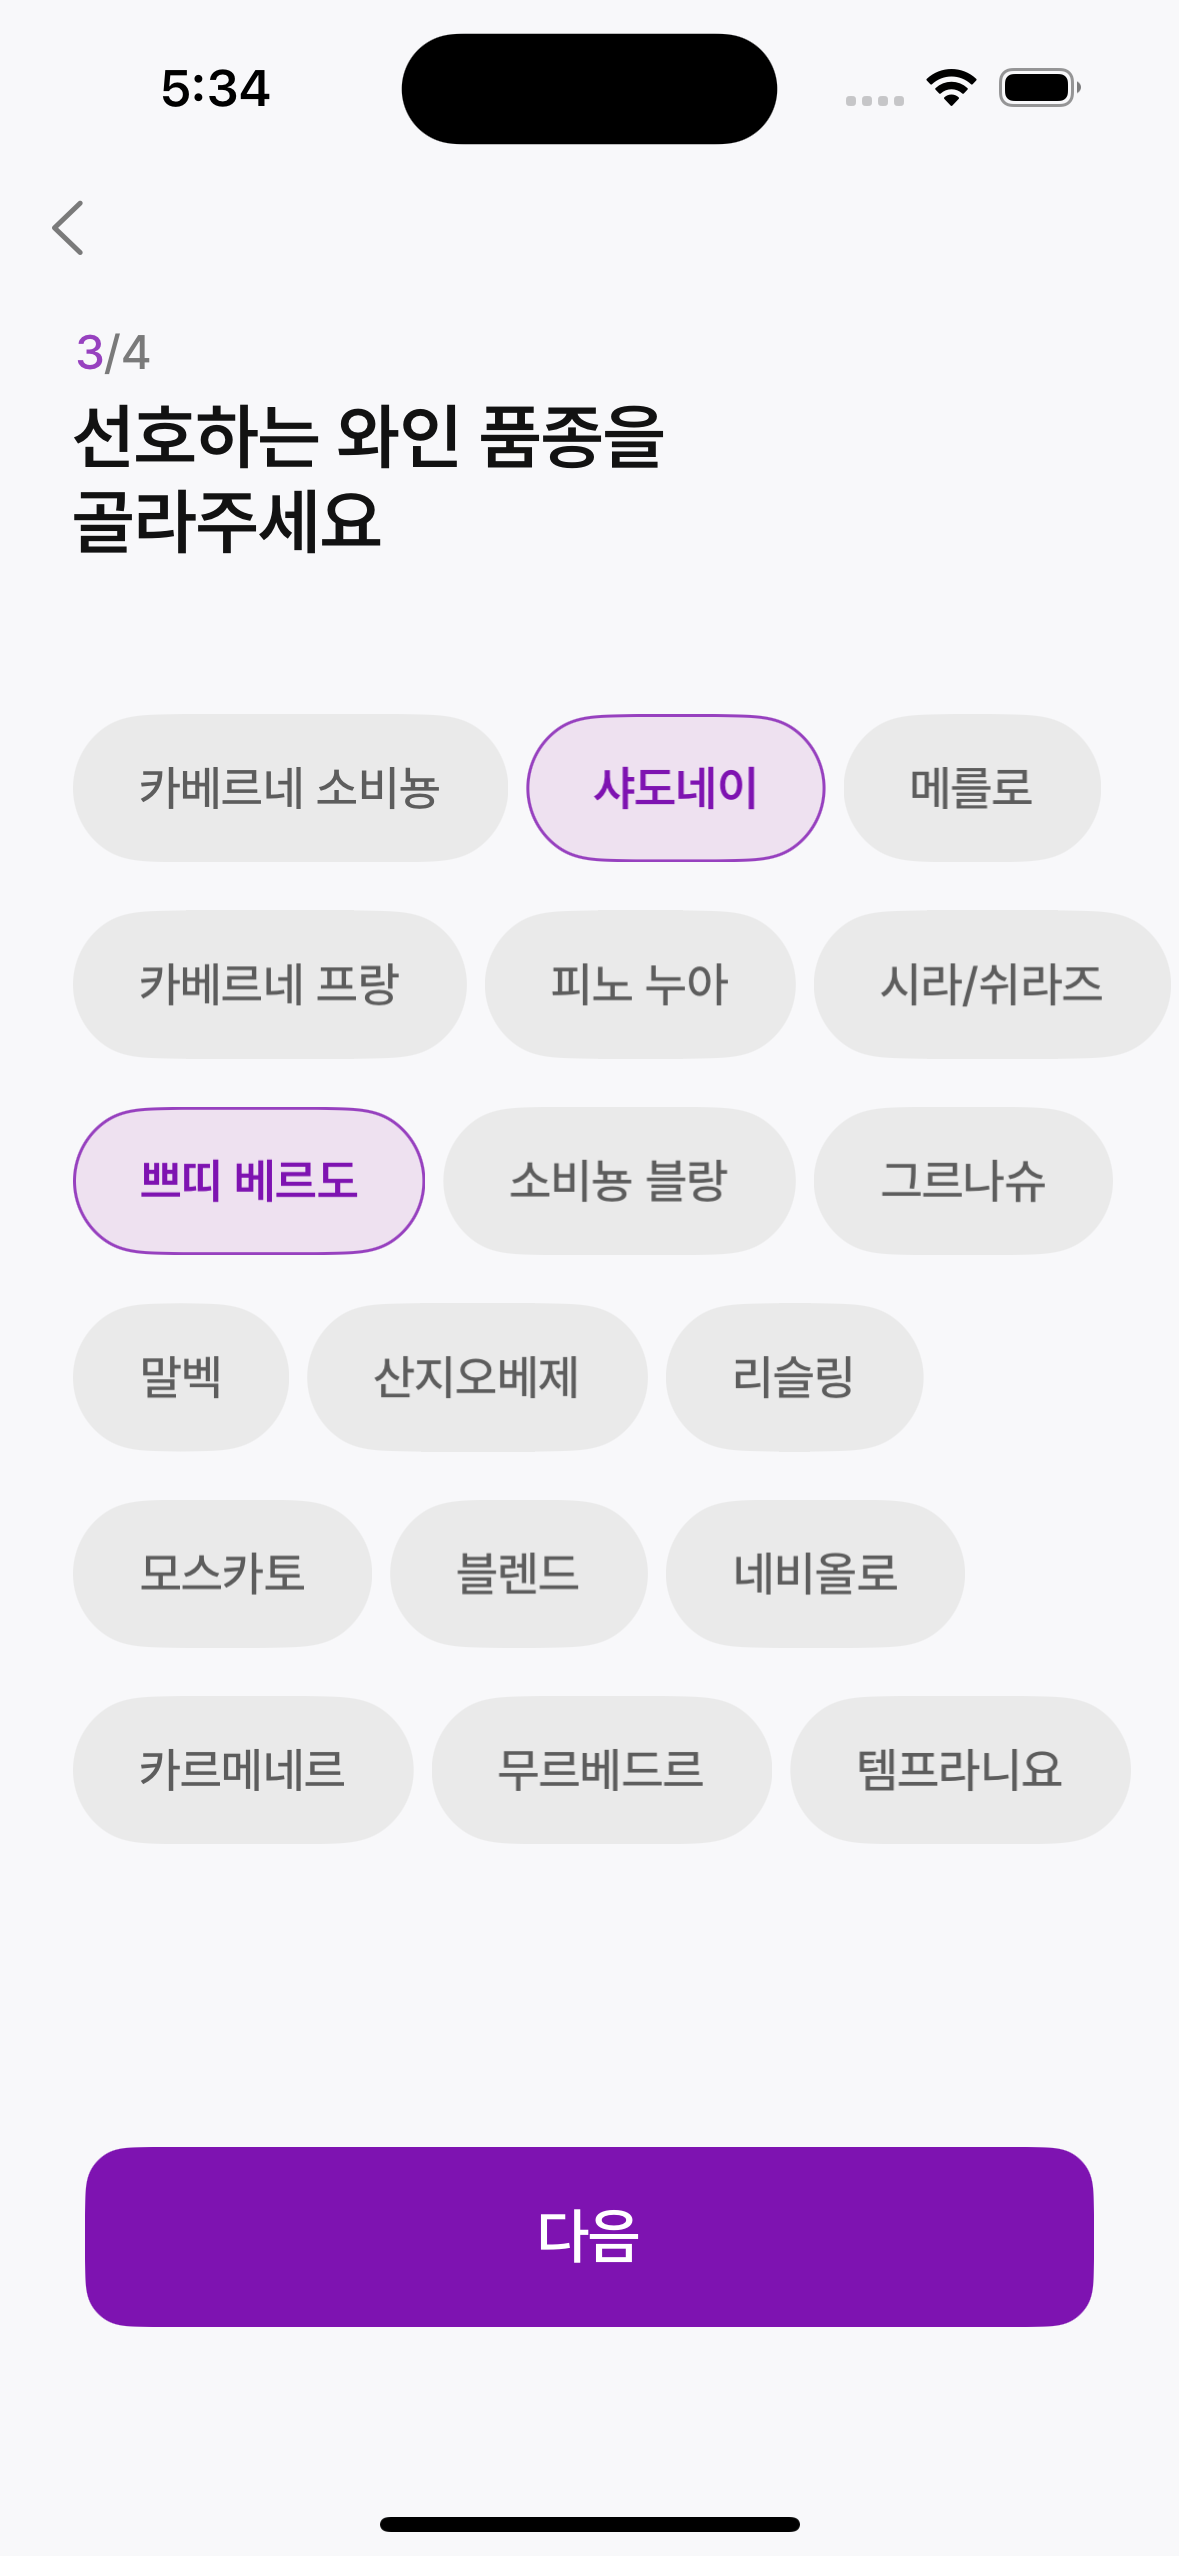 5:34
3/4
선호하는 와인 품종을
골라주세요
카베르네 소비뇽 샤도네이 메를로
카베르네 프랑 피노 누아 시라/쉬라즈
쁘띠 베르도 소비뇽 블랑 그르나슈
말벡 산지오베제 리슬링
모스카토 블렌드 네비올로
카르메네르 무르베드르 템프라니요
다음